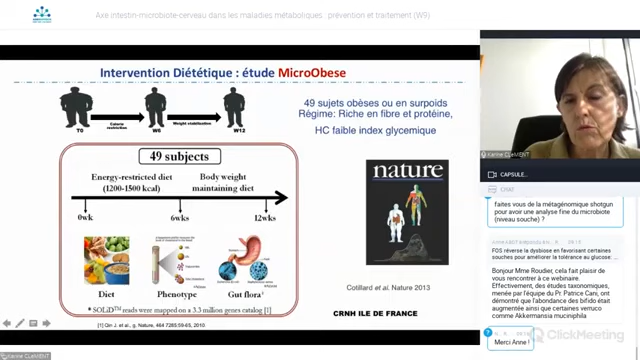 Axe intestin-microbiote-cerveau dans les maladies métaboliques : prévention et traitement (W9)
Intervention Diététique : étude MicroObese
T0
Calorie restriction
W6
Weight stabilization
W12
49 sujets obèses ou en surpoids
Régime: Riche en fibre et protéine,
HC faible index glycemique
49 subjects
Energy-restricted diet
(1200-1500 kcal)
Body weight
maintaining diet
0wk
6wks
12wks
Diet
Phenotype
Gut flora¹
* SOLiD™ reads were mapped on a 3.3 million genes catalog [1]
[1] Qin J. et al. g. Nature, 464 7285:59-65, 2010.
nature
Cotillard et al. Nature 2013
CRNH ILE DE FRANCE
Karine CLeMENT
Karine CLeMENT
CAPSULE...
CHAT
faites vous de la métagénomique shotgun
pour avoir une analyse fine du microbiote
(niveau souche) ?
FOS réverse la dysbiose en favorisant certaines
souches pour améliorer la tolérance au glucose: ...
Bonjour Mme Roudier, cela fait plaisir de
vous rencontrer à ce webinaire.
Effectivement, des études taxonomiques,
menée par l'équipe du Pr. Patrice Cani, ont
démontré que l'abondance des bifido était
augmentée ainsi que certaines verruco
comme Akkermansia muciniphila
Merci Anne !
ClickMeeting